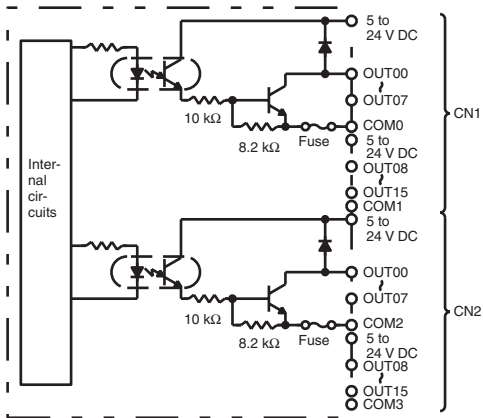 5 to
24 V DC
OUT00
OUT07
10 kΩ
COM0
8.2 kΩ
Fuse
5 to
24 V DC
OUT08
OUT15
COM1
CN1
Inter-
nal
cir-
cuits
5 to
24 V DC
OUT00
OUT07
10 kΩ
COM2
8.2 kΩ
Fuse
5 to
24 V DC
OUT08
OUT15
COM3
CN2